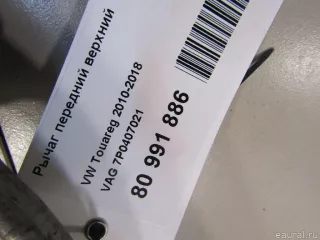 Рычаг передний верхний
VW Touareg 2010-2018
VAG 7P0407021
80 991 886
eaural.ru